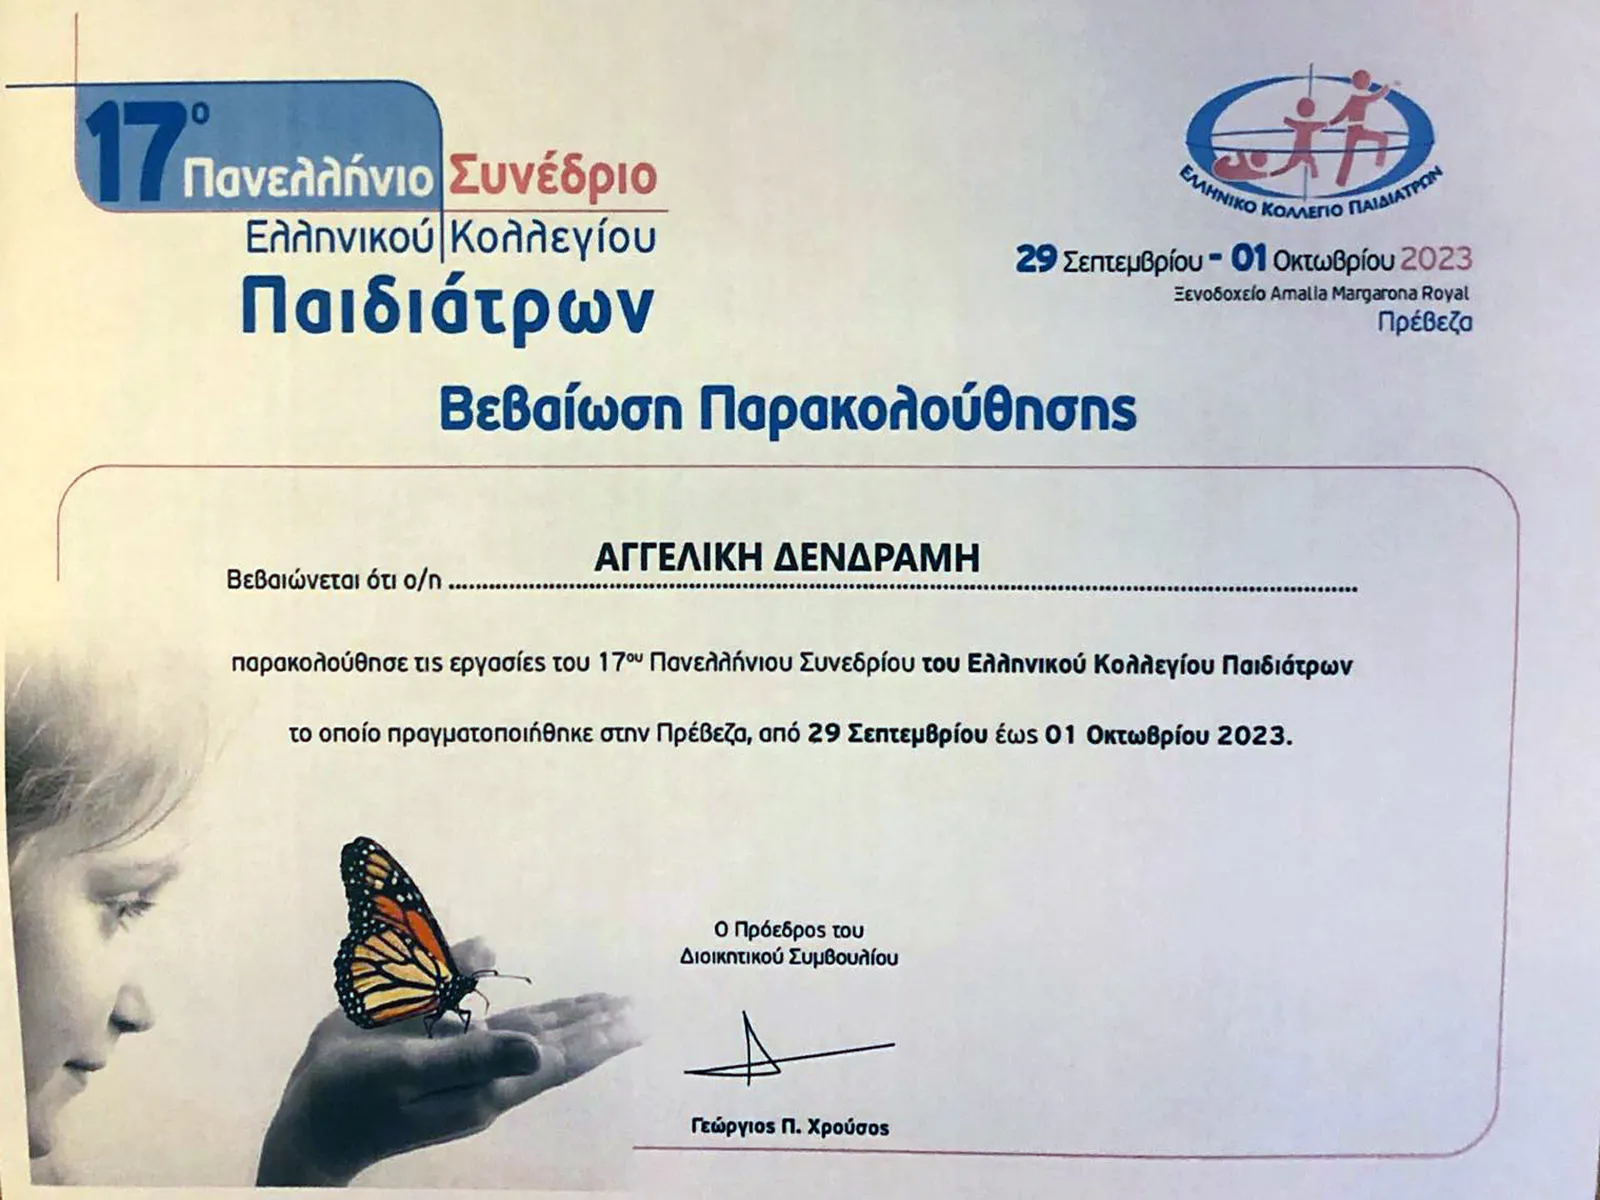 17ο Πανελλήνιο Συνέδριο
Ελληνικού Κολλεγίου
Παιδιάτρων
ΕΛΛΗΝΙΚΟ ΚΟΛΛΕΓΙΟ ΠΑΙΔΙΑΤΡΩΝ
29 Σεπτεμβρίου - 01 Οκτωβρίου 2023
Ξενοδοχείο Amalia Margarona Royal
Πρέβεζα
Βεβαίωση Παρακολούθησης
Βεβαιώνεται ότι ο/η ΑΓΓΕΛΙΚΗ ΔΕΝΔΡΑΜΗ
παρακολούθησε τις εργασίες του 17ου Πανελλήνιου Συνεδρίου του Ελληνικού Κολλεγίου Παιδιάτρων
το οποίο πραγματοποιήθηκε στην Πρέβεζα, από 29 Σεπτεμβρίου έως 01 Οκτωβρίου 2023.
Ο Πρόεδρος του
Διοικητικού Συμβουλίου
Γεώργιος Π. Χρούσος